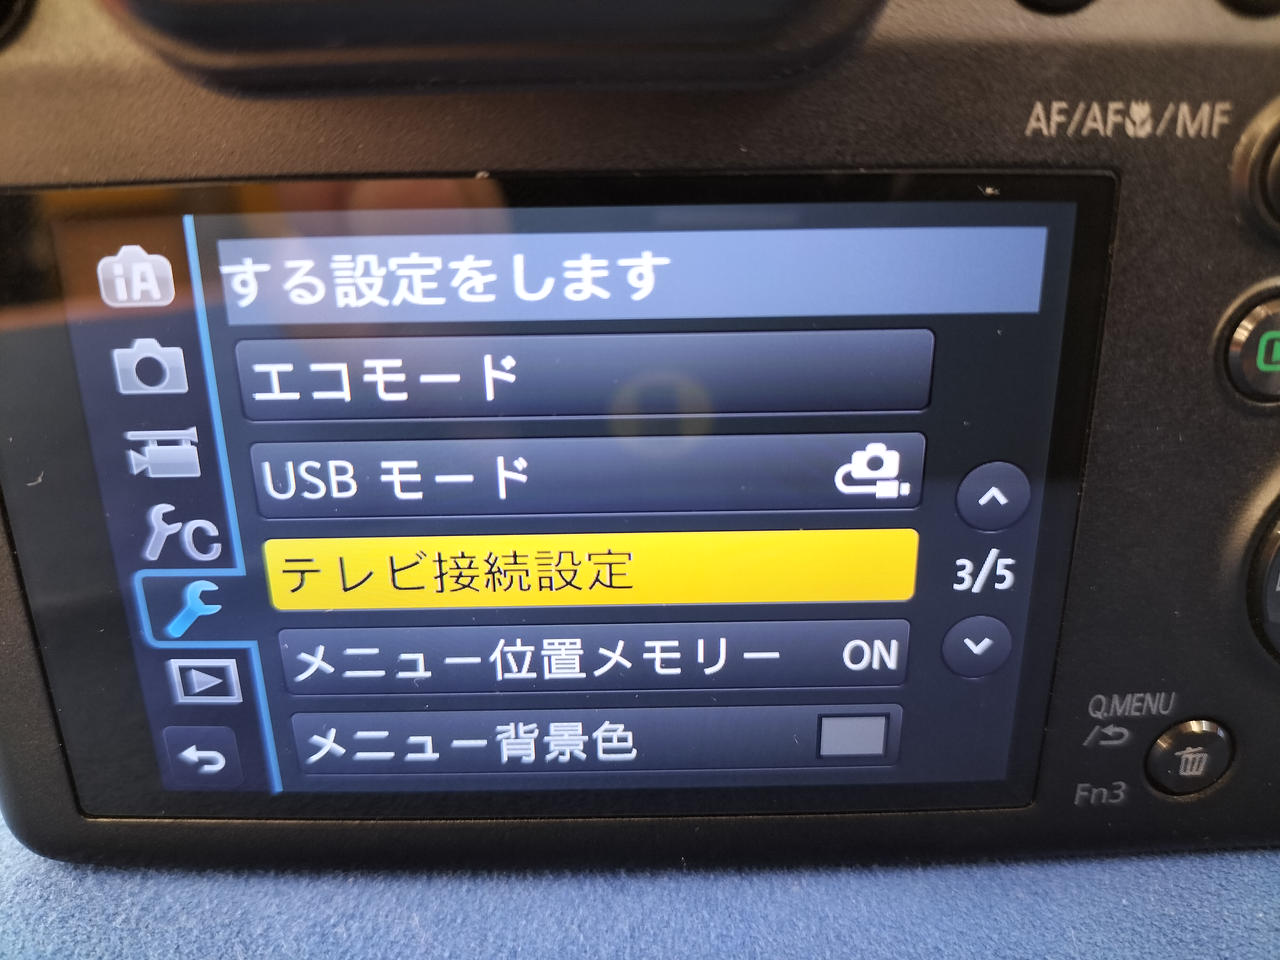 AF/AF/MF
iA
する設定をします
エコモード
USB モード
C
テレビ接続設定
3/5
メニュー位置メモリー ON
メニュー背景色
Q.MENU
/
Fn3